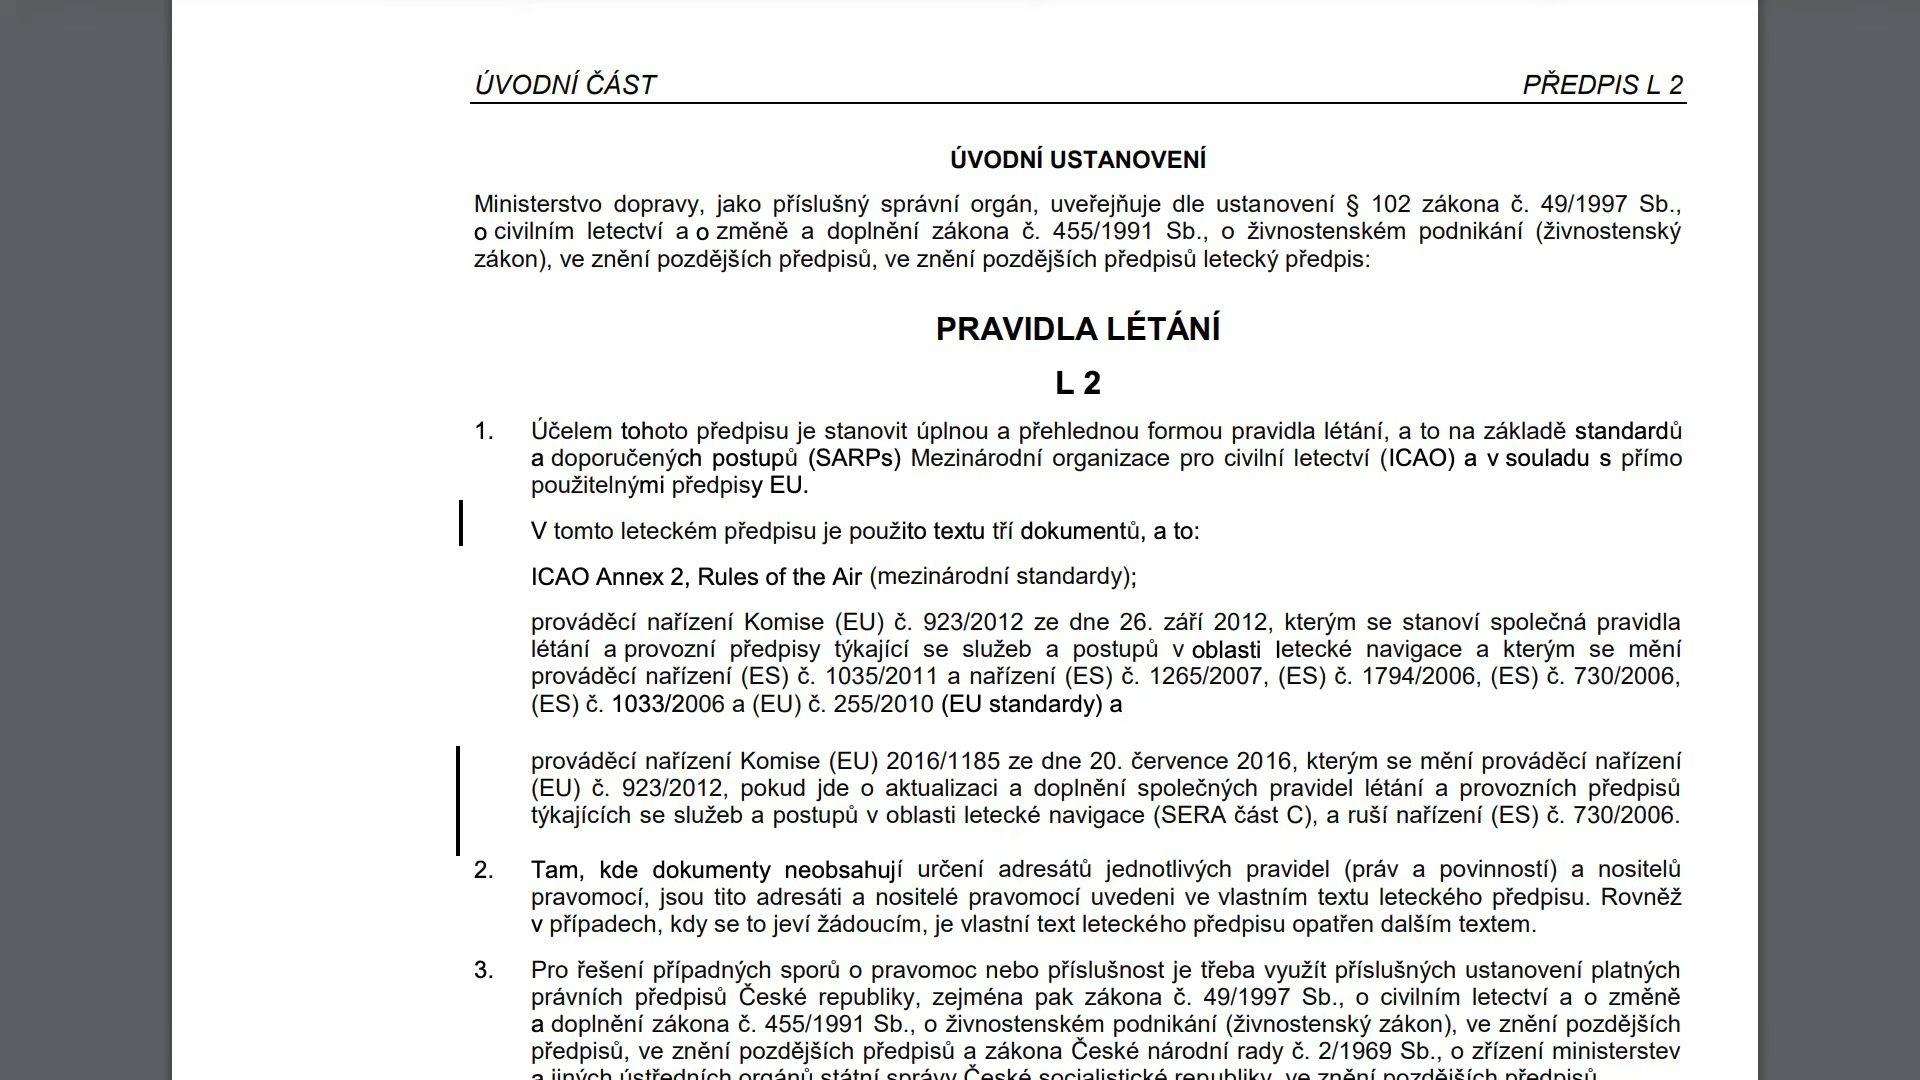 ÚVODNÍ ČÁST PŘEDPIS L 2
ÚVODNÍ USTANOVENÍ
Ministerstvo dopravy, jako příslušný správní orgán, uveřejňuje dle ustanovení § 102 zákona č. 49/1997 Sb.,
o civilním letectví a o změně a doplnění zákona č. 455/1991 Sb., o živnostenském podnikání (živnostenský
zákon), ve znění pozdějších předpisů, ve znění pozdějších předpisů letecký předpis:
PRAVIDLA LÉTÁNÍ
L 2
1. Účelem tohoto předpisu je stanovit úplnou a přehlednou formou pravidla létání, a to na základě standardů
a doporučených postupů (SARPs) Mezinárodní organizace pro civilní letectví (ICAO) a v souladu s přímo
použitelnými předpisy EU.
V tomto leteckém předpisu je použito textu tří dokumentů, a to:
ICAO Annex 2, Rules of the Air (mezinárodní standardy);
prováděcí nařízení Komise (EU) č. 923/2012 ze dne 26. září 2012, kterým se stanoví společná pravidla
létání a provozní předpisy týkající se služeb a postupů v oblasti letecké navigace a kterým se mění
prováděcí nařízení (ES) č. 1035/2011 a nařízení (ES) č. 1265/2007, (ES) č. 1794/2006, (ES) č. 730/2006,
(ES) č. 1033/2006 a (EU) č. 255/2010 (EU standardy) a
prováděcí nařízení Komise (EU) 2016/1185 ze dne 20. července 2016, kterým se mění prováděcí nařízení
(EU) č. 923/2012, pokud jde o aktualizaci a doplnění společných pravidel létání a provozních předpisů
týkajících se služeb a postupů v oblasti letecké navigace (SERA část C), a ruší nařízení (ES) č. 730/2006.
2. Tam, kde dokumenty neobsahují určení adresátů jednotlivých pravidel (práv a povinností) a nositelů
pravomocí, jsou tito adresáti a nositelé pravomocí uvedeni ve vlastním textu leteckého předpisu. Rovněž
v případech, kdy se to jeví žádoucím, je vlastní text leteckého předpisu opatřen dalším textem.
3. Pro řešení případných sporů o pravomoc nebo příslušnost je třeba využít příslušných ustanovení platných
právních předpisů České republiky, zejména pak zákona č. 49/1997 Sb., o civilním letectví a o změně
a doplnění zákona č. 455/1991 Sb., o živnostenském podnikání (živnostenský zákon), ve znění pozdějších
předpisů, ve znění pozdějších předpisů a zákona České národní rady č. 2/1969 Sb., o zřízení ministerstev
a jiných ústředních orgánů státní správy České socialistické republiky, ve znění pozdějších předpisů.